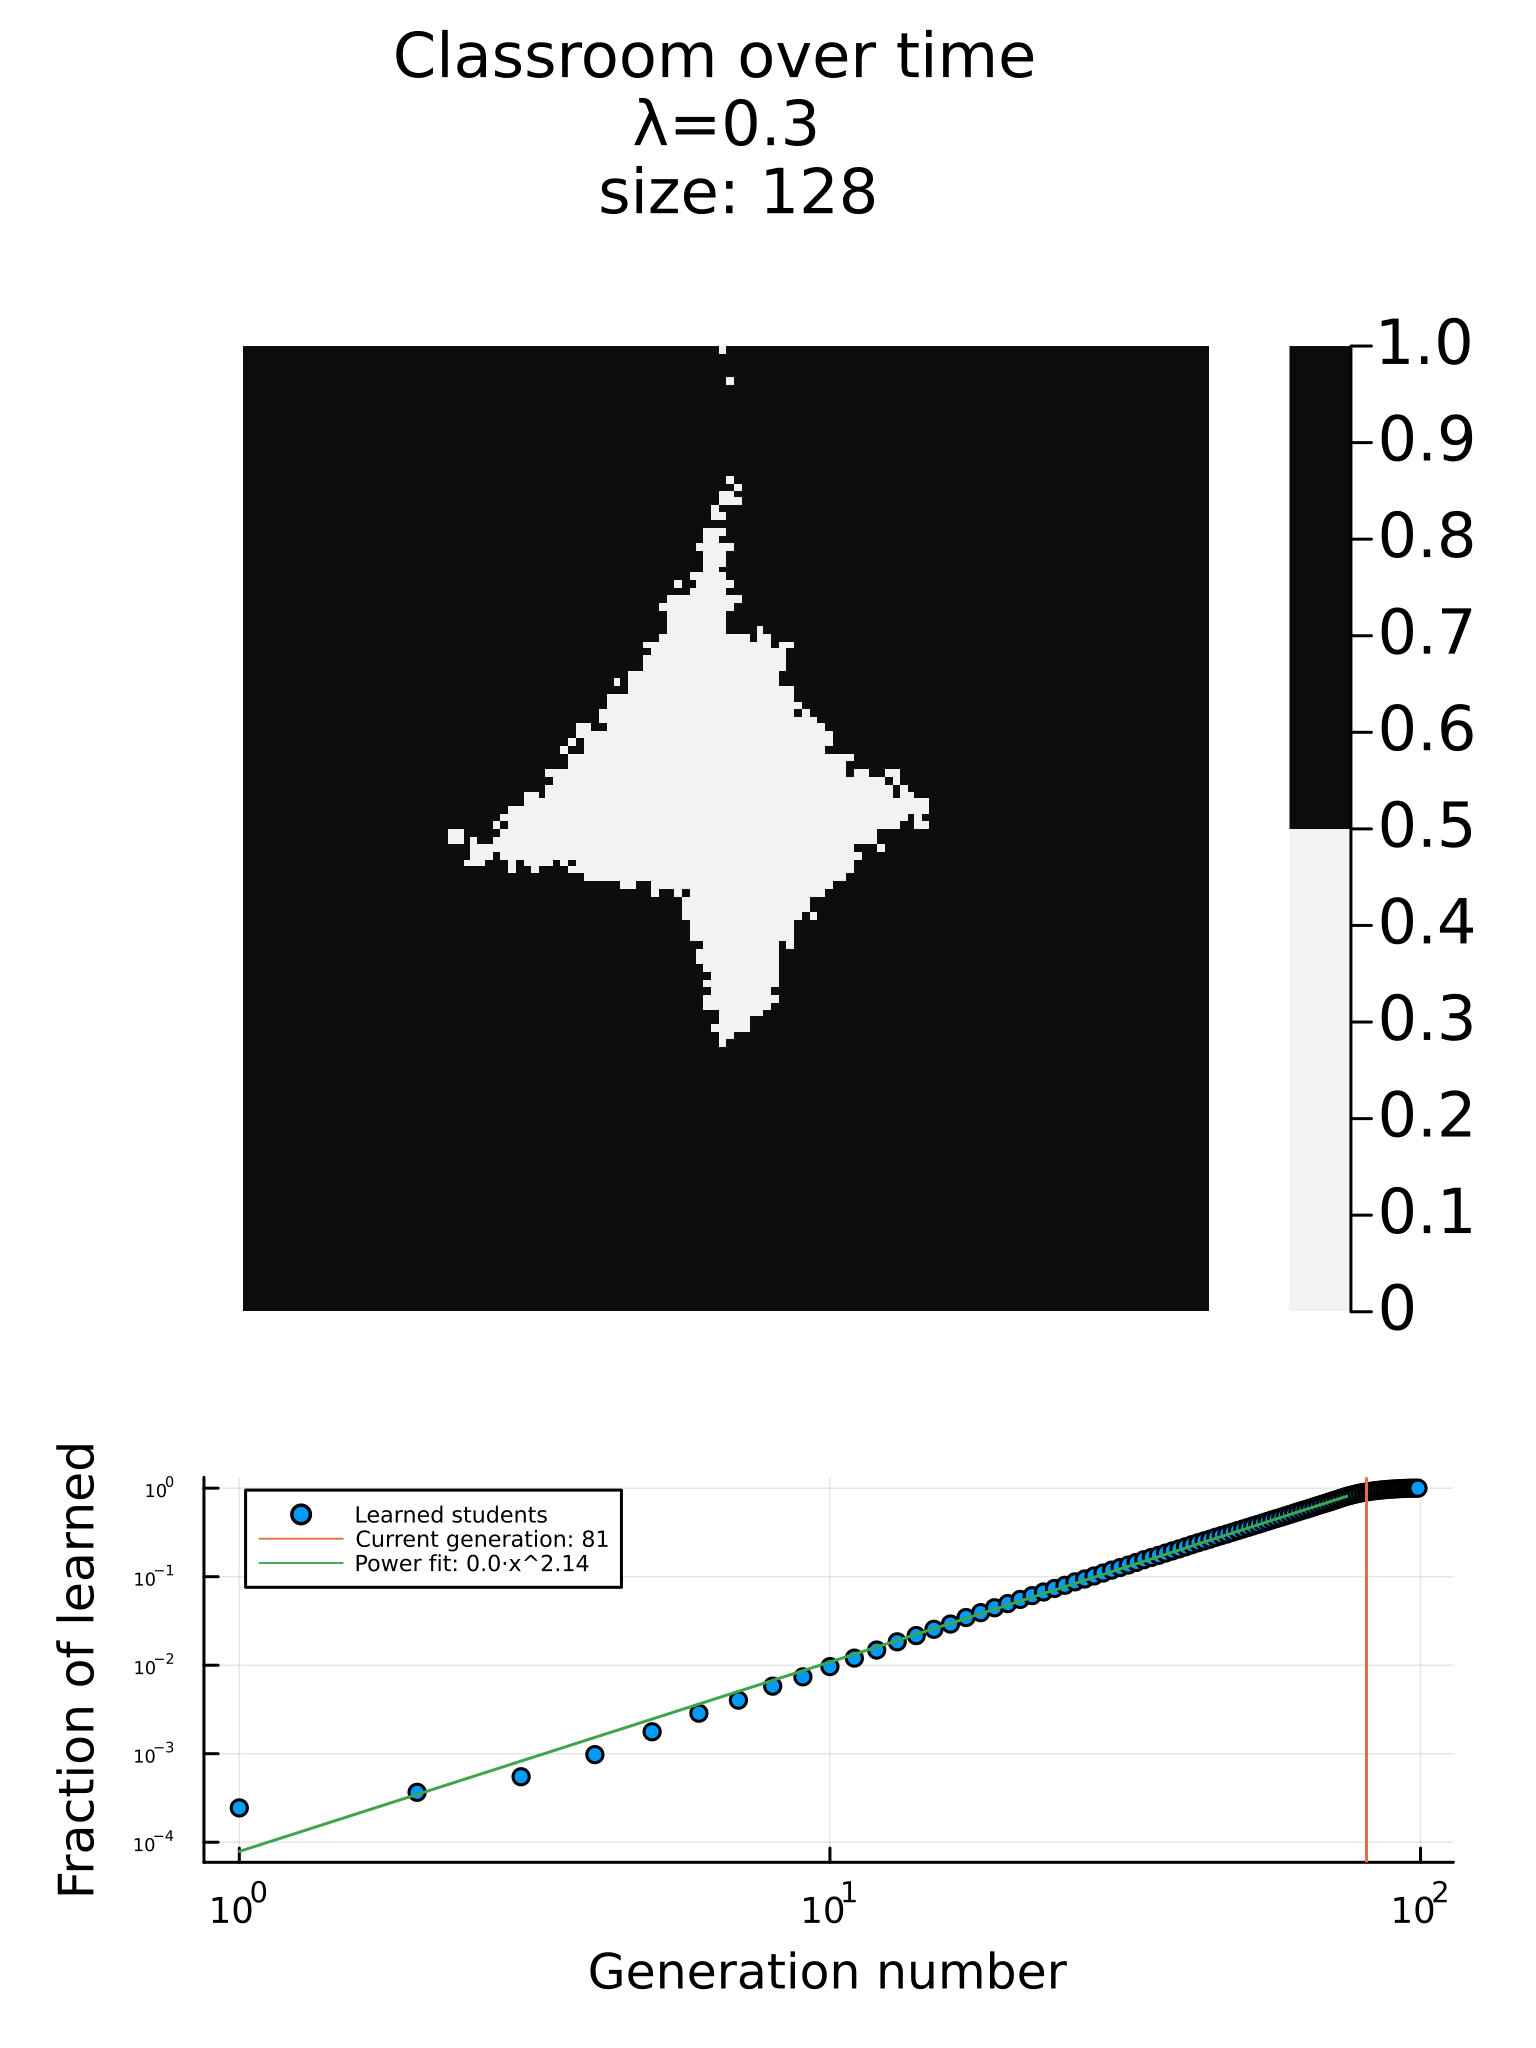 Classroom over time
λ=0.3
size: 128
1.0
0.9
0.8
0.7
0.6
0.5
0.4
0.3
0.2
0.1
0
Fraction of learned
10^0
10^−1
10^−2
10^−3
10^−4
Learned students
Current generation: 81
Power fit: 0.0·x^2.14
10^0 10^1 10^2
Generation number